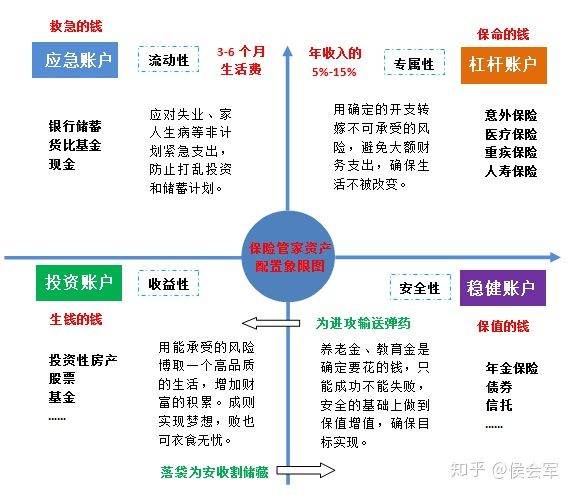 救急的钱
应急账户
流动性
3-6 个月
生活费
银行储蓄
货比基金
现金
应对失业、家
人生病等非计
划紧急支出，
防止打乱投资
和储蓄计划。
年收入的
5%-15%
专属性
保命的钱
杠杆账户
用确定的开支转
嫁不可承受的风
险，避免大额财
务支出，确保生
活不被改变。
意外保险
医疗保险
重疾保险
人寿保险
保险管家资产
配置象限图
投资账户
收益性
生钱的钱
投资性房产
股票
基金
......
用能承受的风险
博取一个高品质
的生活，增加财
富的积累。成则
实现梦想，败也
可衣食无忧。
安全性
稳健账户
为进攻输送弹药
保值的钱
养老金、教育金是
确定要花的钱，只
能成功不能失败，
安全的基础上做到
保值增值，确保目
标实现。
年金保险
债券
信托
......
落袋为安收割储藏
知乎 @侯会军